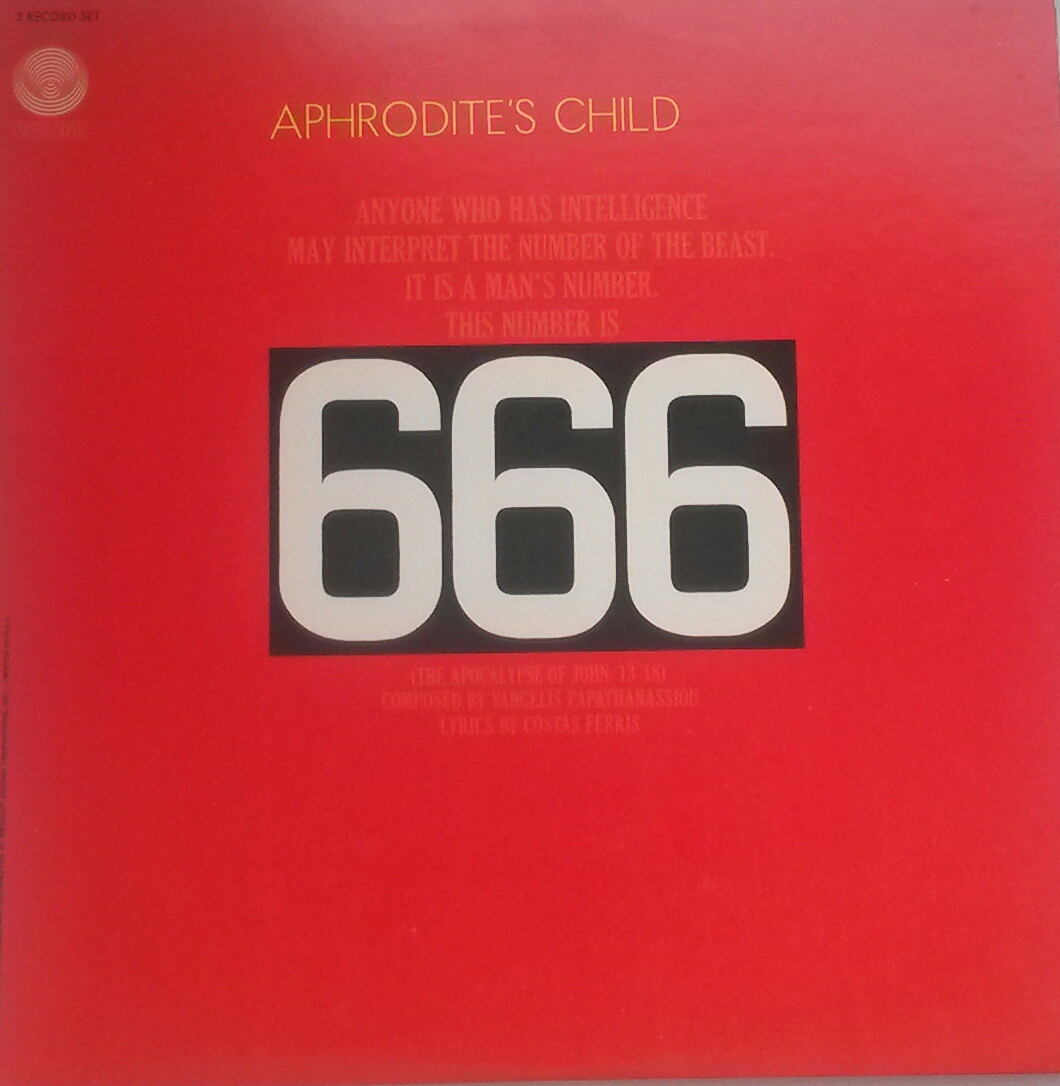 2 RECORD SET
APHRODITE'S CHILD
ANYONE WHO HAS INTELLIGENCE
MAY INTERPRET THE NUMBER OF THE BEAST.
IT IS A MAN'S NUMBER.
THIS NUMBER IS
666
(THE APOCALYPSE OF JOHN, 13 18)
COMPOSED BY VANGELIS PAPATHANASSIOU
LYRICS BY COSTAS FERRIS